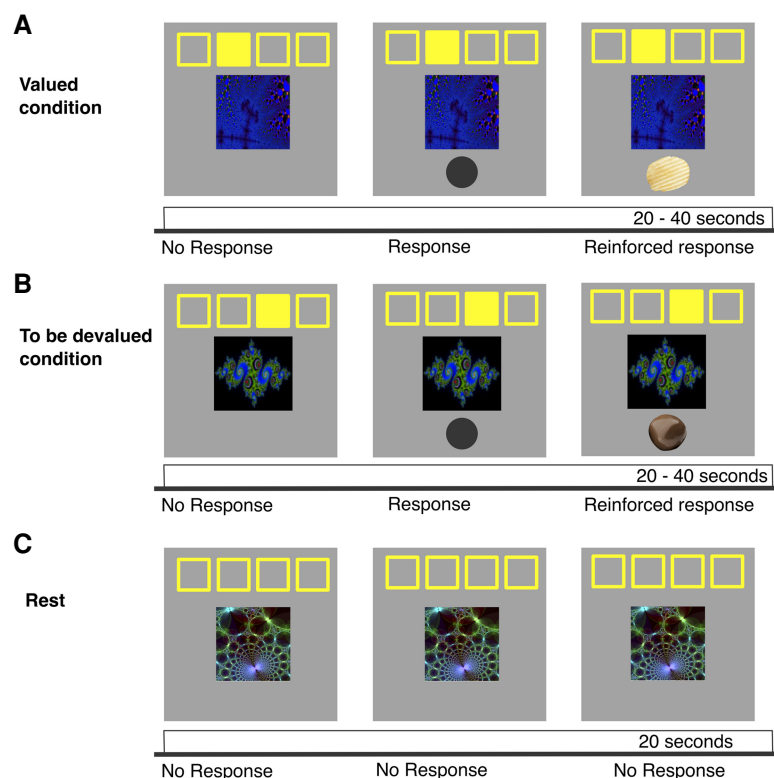 A
Valued
condition
20 - 40 seconds
No Response
Response
Reinforced response
B
To be devalued
condition
20 - 40 seconds
No Response
Response
Reinforced response
C
Rest
20 seconds
No Response
No Response
No Response